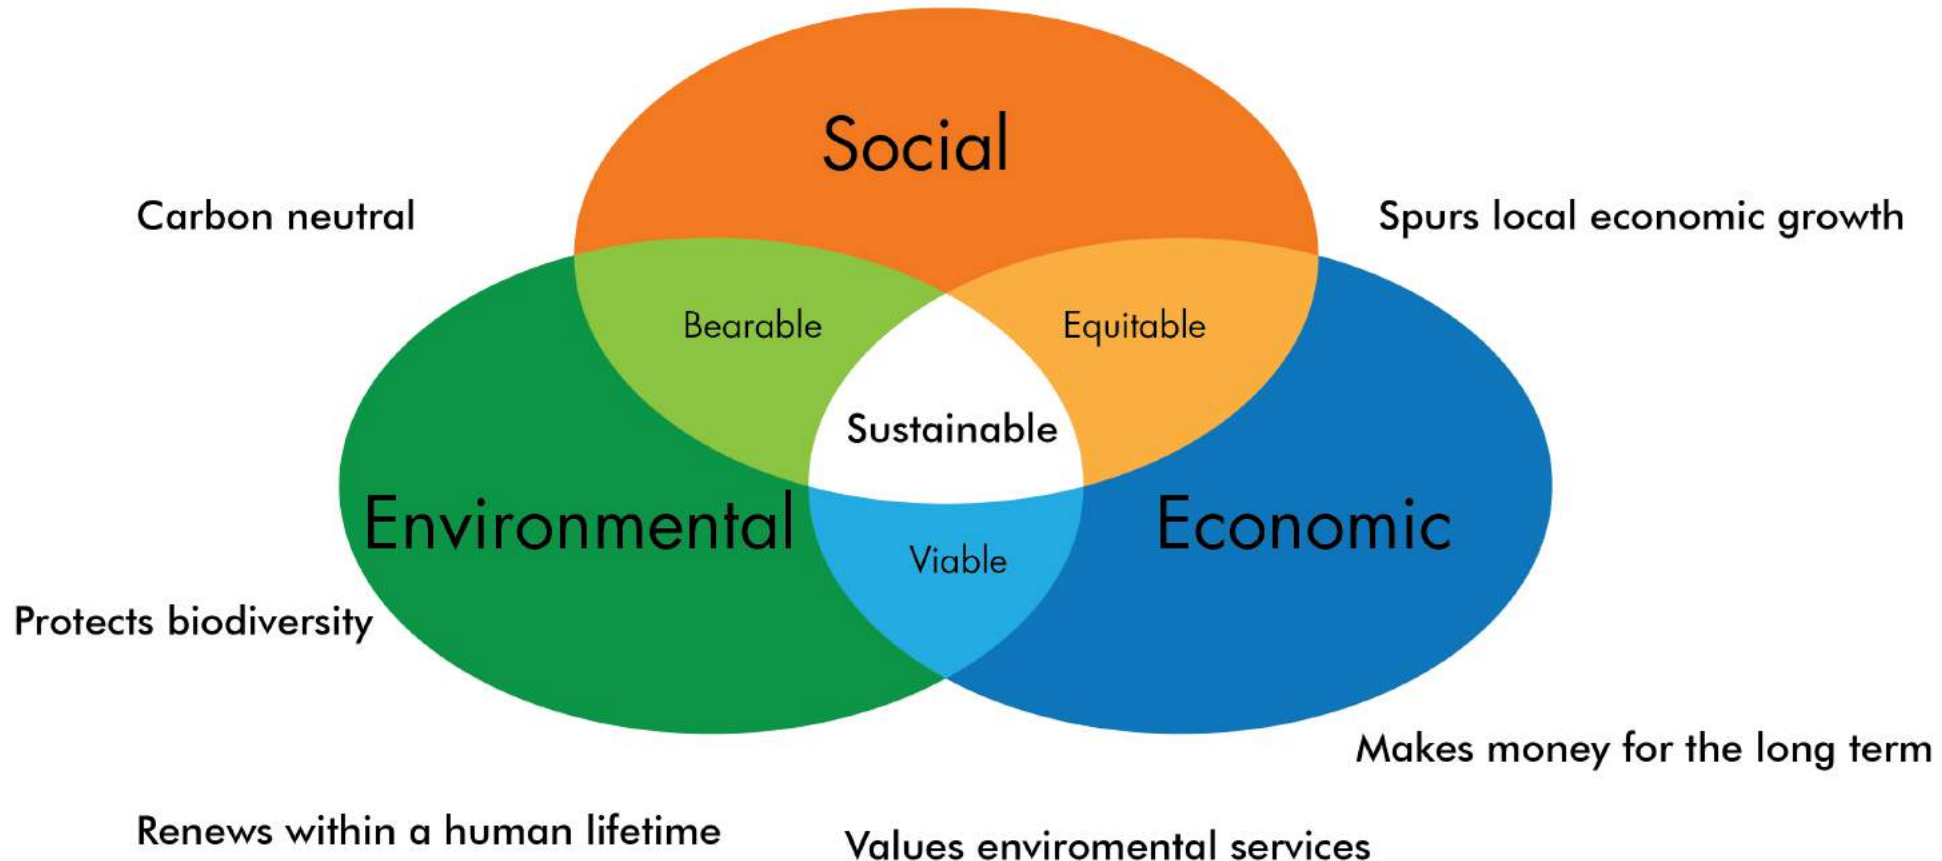 Social
Carbon neutral
Spurs local economic growth
Bearable
Equitable
Sustainable
Environmental
Economic
Viable
Protects biodiversity
Makes money for the long term
Renews within a human lifetime
Values enviromental services